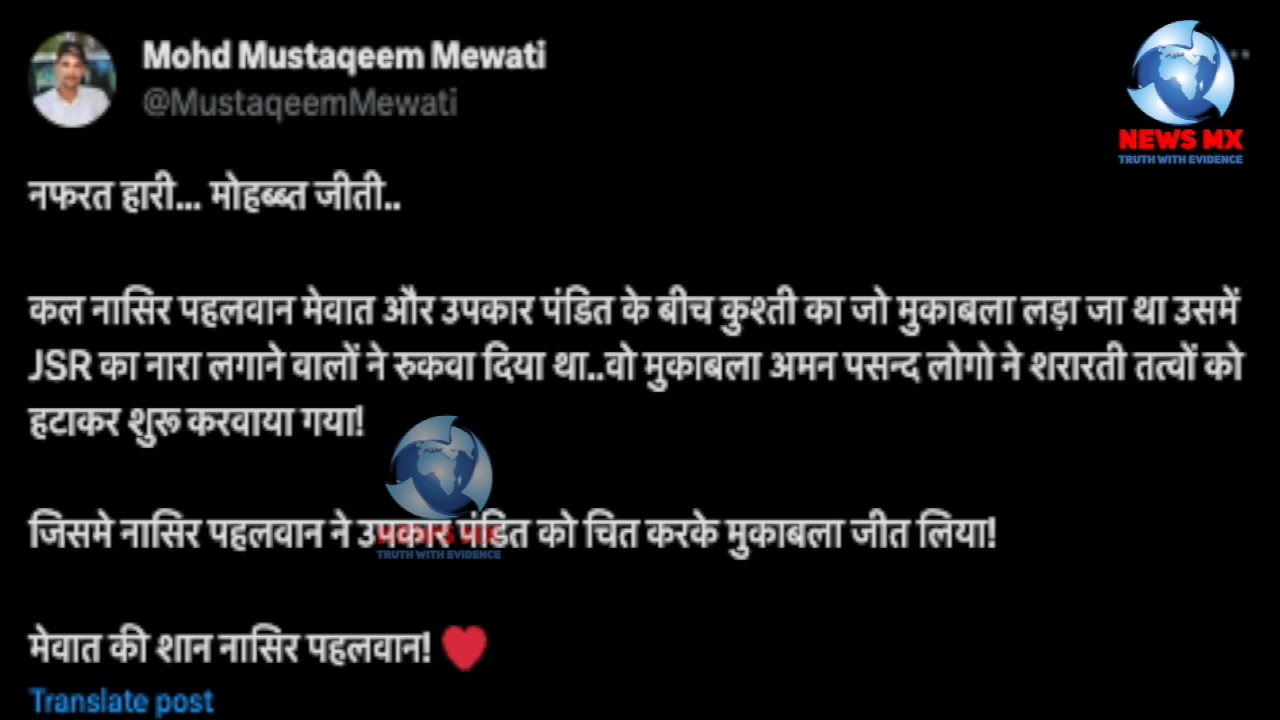 Mohd Mustaqeem Mewati
@MustaqeemMewati
NEWS MX
TRUTH WITH EVIDENCE
नफरत हारी... मोहब्ब्त जीती..
कल नासिर पहलवान मेवात और उपकार पंडित के बीच कुश्ती का जो मुकाबला लड़ा जा था उसमें
JSR का नारा लगाने वालों ने रुकवा दिया था..वो मुकाबला अमन पसन्द लोगो ने शरारती तत्वों को
हटाकर शुरू करवाया गया!
जिसमे नासिर पहलवान ने उपकार पंडित को चित करके मुकाबला जीत लिया!
NEWS MX
TRUTH WITH EVIDENCE
मेवात की शान नासिर पहलवान! ❤️
Translate post